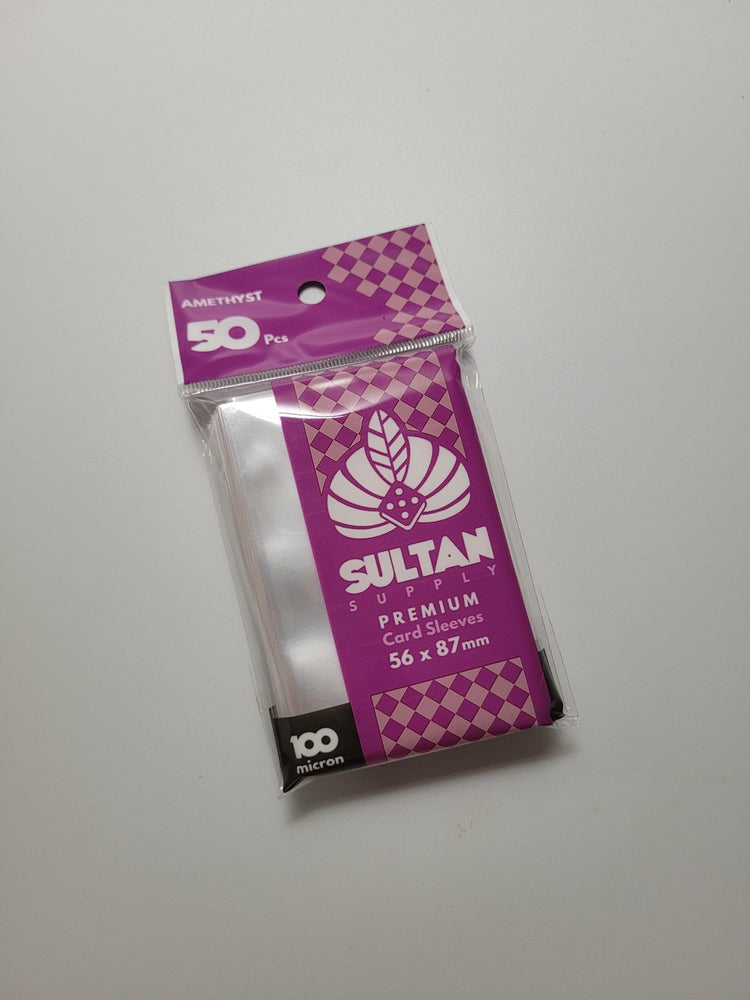 AMETHYST
50 Pcs
SULTAN
SUPPLY
PREMIUM
Card Sleeves
56 x 87mm
100
micron